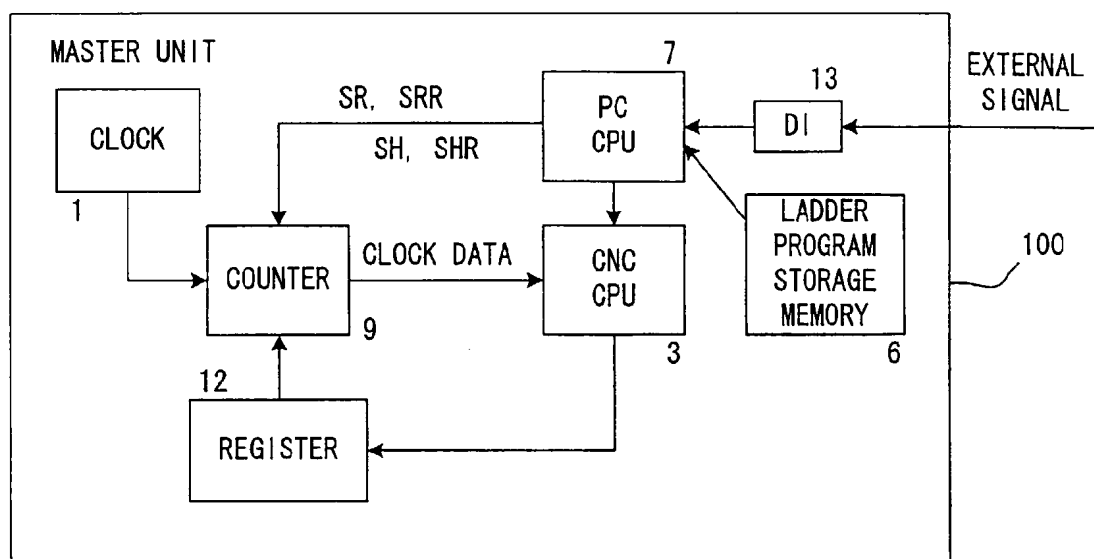 MASTER UNIT
CLOCK
1
SR, SRR
SH, SHR
7
PC
CPU
13
DI
EXTERNAL
SIGNAL
COUNTER
9
CLOCK DATA
CNC
CPU
3
LADDER
PROGRAM
STORAGE
MEMORY
6
100
12
REGISTER